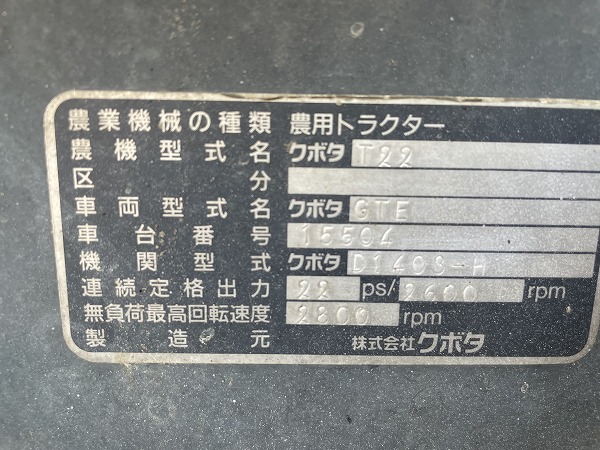 農業機械の種類 農用トラクター
農機型式名 クボタ T22
区分
車両型式名 クボタ GTE
車台番号 15504
機関型式 クボタ D1403-H
連続定格出力 22 ps/2600 rpm
無負荷最高回転速度 2800 rpm
製造元 株式会社クボタ